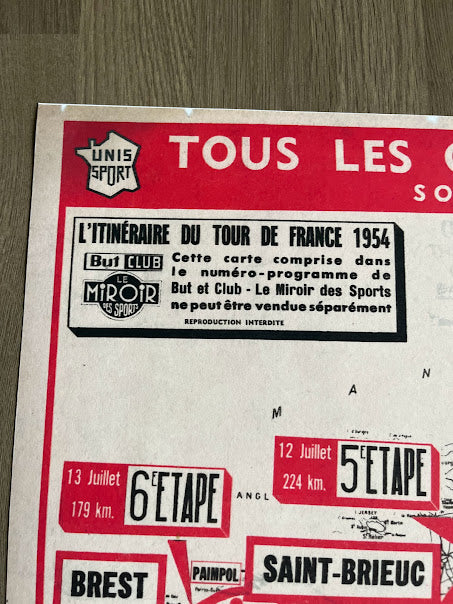 UNIS
SPORT
TOUS LES
SO
L'ITINÉRAIRE DU TOUR DE FRANCE 1954
But CLUB
LE
MIROIR
DES SPORTS
Cette carte comprise dans
le numéro-programme de
But et Club - Le Miroir des Sports
ne peut être vendue séparément
REPRODUCTION INTERDITE
M A N
12 Juillet
224 km.
5e ETAPE
13 Juillet
179 km.
6e ETAPE
ANGL
JERSEY
BREST
PAIMPOL
SAINT-BRIEUC